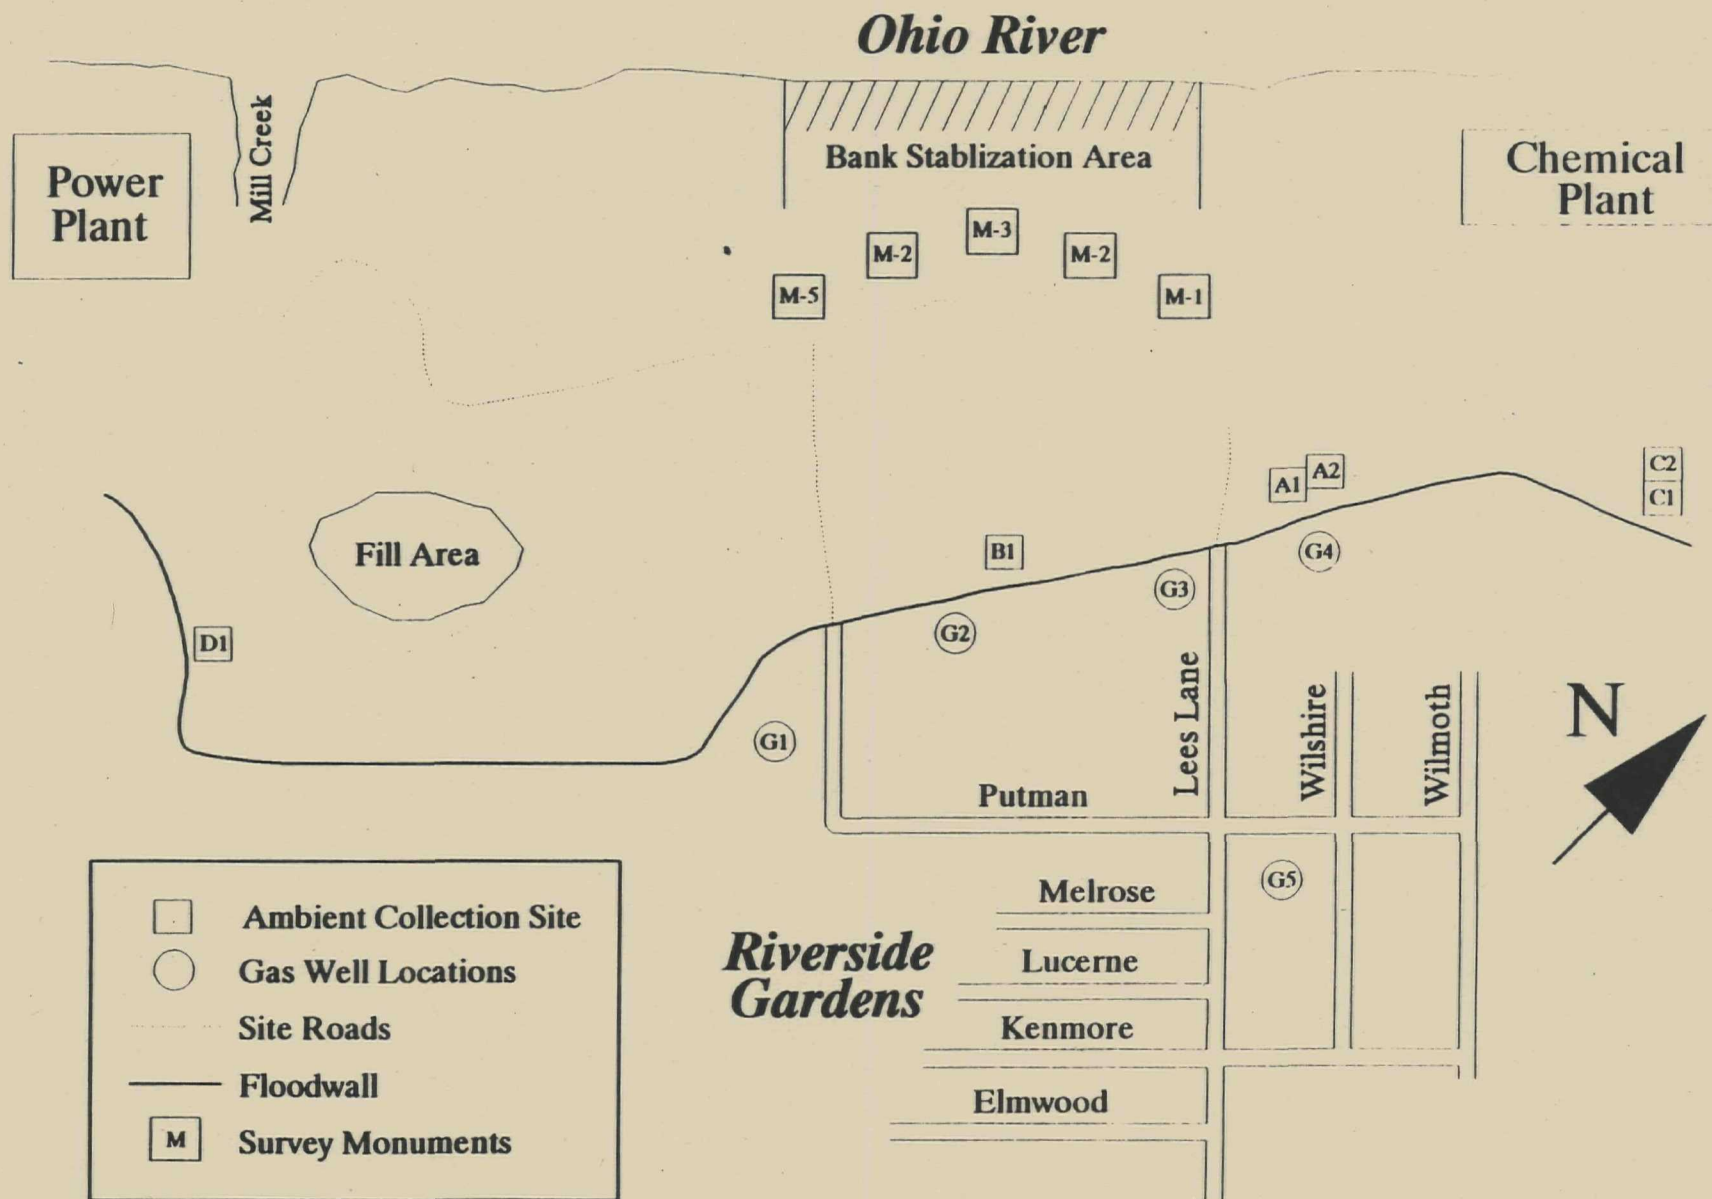 Ohio River
Mill Creek
Power
Plant
Bank Stablization Area
Chemical
Plant
M-5
M-2
M-3
M-2
M-1
A1
A2
C2
C1
Fill Area
B1
G4
G3
G2
D1
G1
Lees Lane
Wilshire
Wilmoth
N
Putman
G5
Melrose
Riverside
Gardens
Lucerne
Kenmore
Elmwood
Ambient Collection Site
Gas Well Locations
Site Roads
Floodwall
M
Survey Monuments